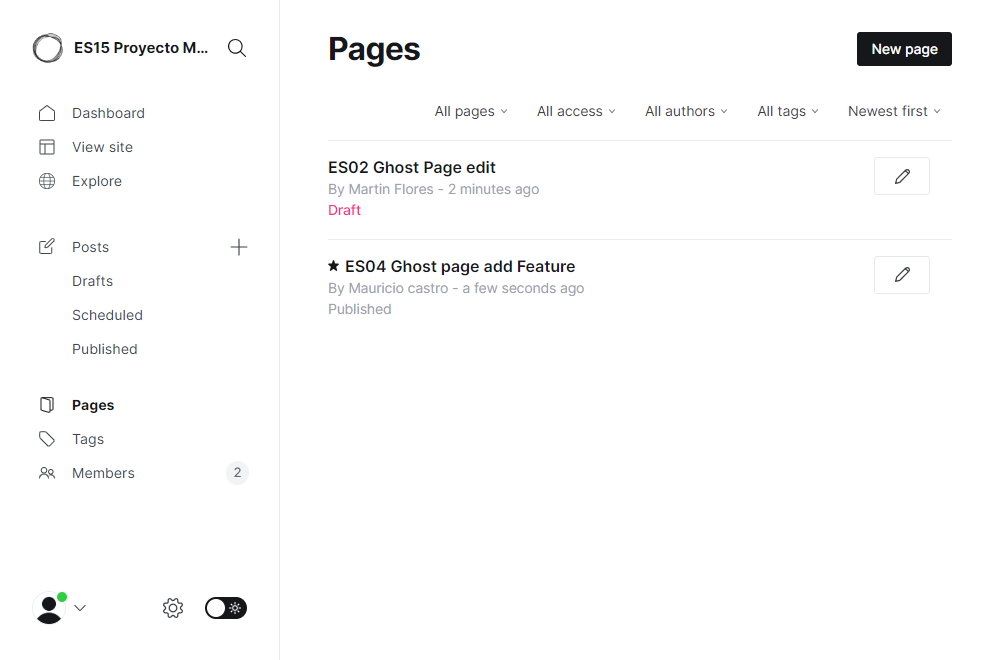 ES15 Proyecto M...
Dashboard
View site
Explore
Posts
Drafts
Scheduled
Published
Pages
Tags
Members
2
Pages
New page
All pages
All access
All authors
All tags
Newest first
ES02 Ghost Page edit
By Martin Flores - 2 minutes ago
Draft
ES04 Ghost page add Feature
By Mauricio castro - a few seconds ago
Published